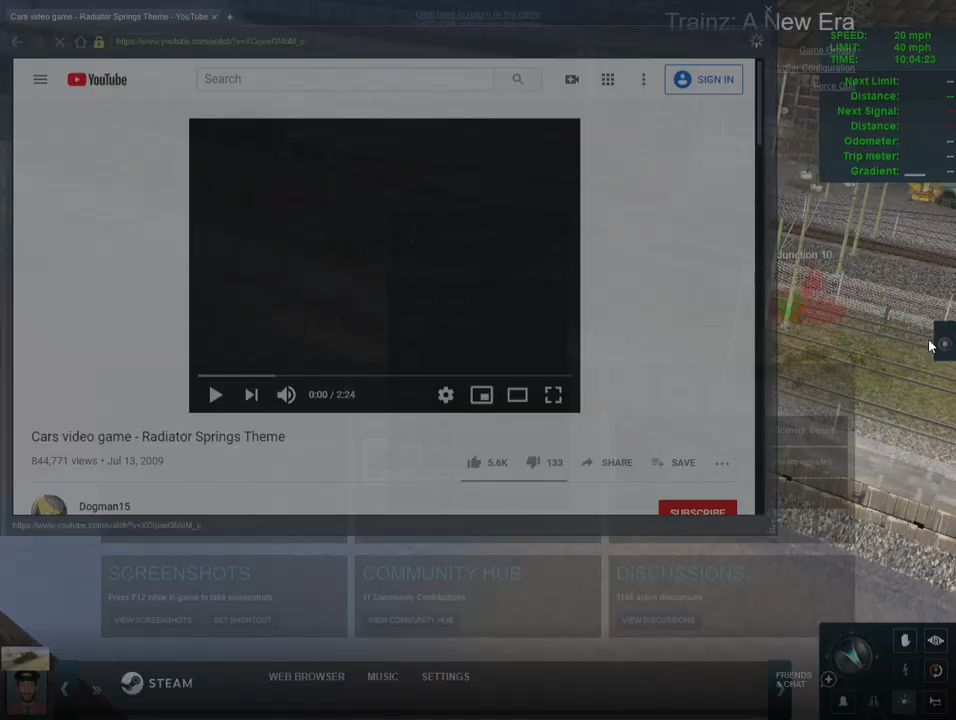 Cars video game - Radiator Springs Theme - YouTube
Click here to return to the game
Trainz: A New Era
https://www.youtube.com/watch?v=XCqwefGMoM_c
Game
Force Quit
SPEED: 20 mph
LIMIT: 40 mph
TIME: 10:04:23
YouTube
Search
SIGN IN
Next Limit: --
Distance: --
Next Signal: -
Distance: -
Odometer: --
Trip meter: --
Gradient: --
Junction 10:
0:00 / 2:24
Cars video game - Radiator Springs Theme
844,771 views • Jul 13, 2009
5.6K
133
SHARE
SAVE
Dogman15
SUBSCRIBE
https://www.youtube.com/watch?v=XCqwefGMoM_c
SCREENSHOTS
Press F12 while in-game to take screenshots
VIEW SCREENSHOTS
SET SHORTCUT
COMMUNITY HUB
11 Community Contributions
VIEW COMMUNITY HUB
DISCUSSIONS
1145 active discussions
VIEW DISCUSSIONS
STEAM
WEB BROWSER
MUSIC
SETTINGS
FRIENDS
& CHAT